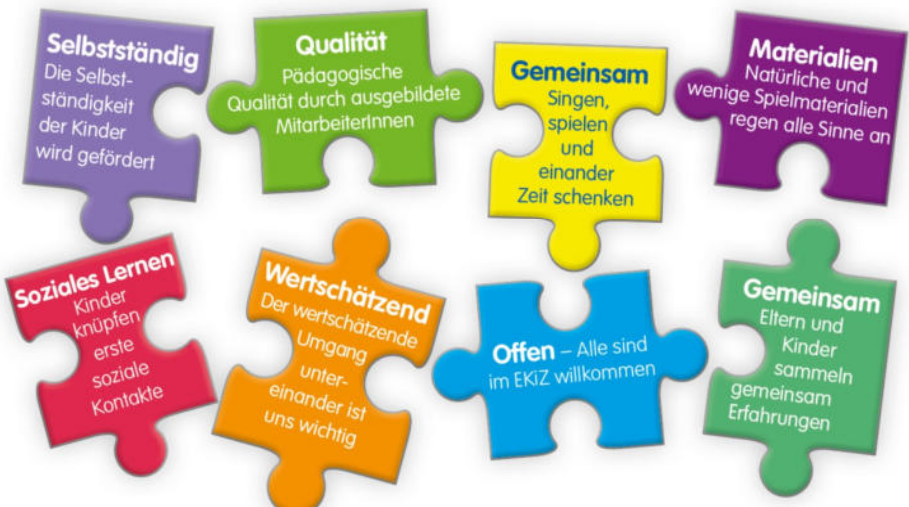 Selbstständig
Die Selbst-
ständigkeit
der Kinder
wird gefördert
Qualität
Pädagogische
Qualität durch ausgebildete
MitarbeiterInnen
Gemeinsam
Singen,
spielen
und
einander
Zeit schenken
Materialien
Natürliche und
wenige Spielmaterialien
regen alle Sinne an
Soziales Lernen
Kinder
knüpfen
erste
soziale
Kontakte
Wertschätzend
Der wertschätzende
Umgang
unter-
einander ist
uns wichtig
Offen – Alle sind
im EKiZ willkommen
Gemeinsam
Eltern und
Kinder
sammeln
gemeinsam
Erfahrungen